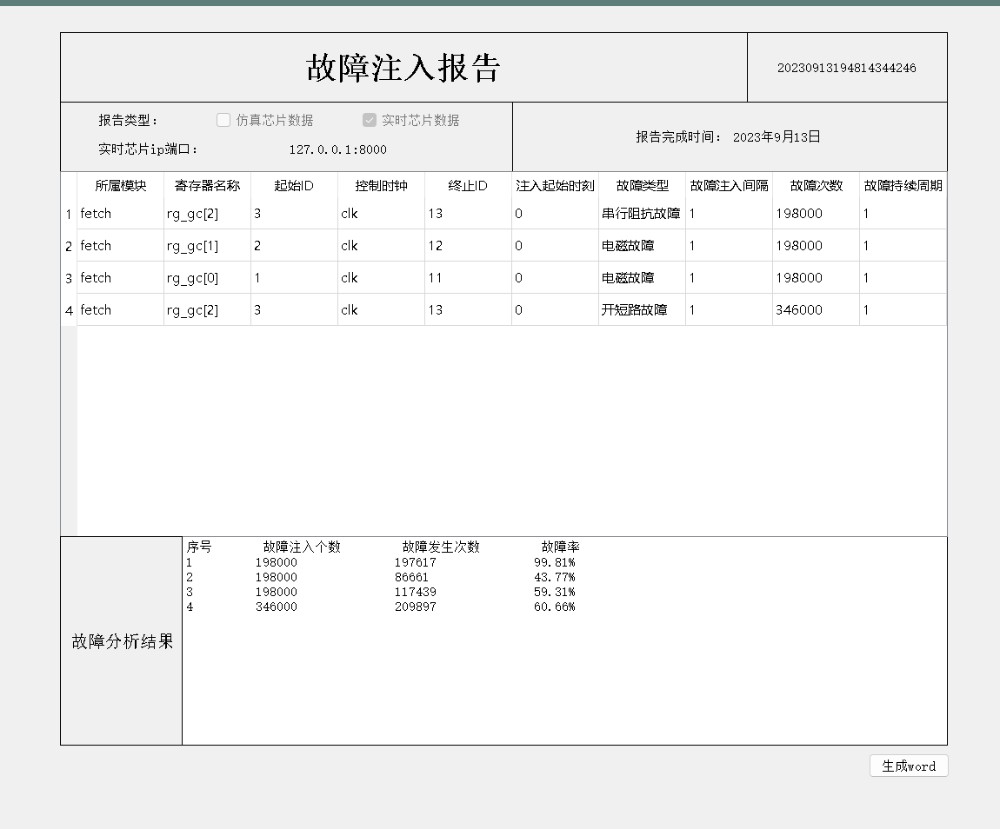 故障注入报告
20230913194814344246
报告类型: 仿真芯片数据 实时芯片数据
实时芯片ip端口: 127.0.0.1:8000
报告完成时间: 2023年9月13日
所属模块 寄存器名称 起始ID 控制时钟 终止ID 注入起始时刻 故障类型 故障注入间隔 故障次数 故障持续周期
1 fetch rg_gc[2] 3 clk 13 0 串行阻抗故障 1 198000 1
2 fetch rg_gc[1] 2 clk 12 0 电磁故障 1 198000 1
3 fetch rg_gc[0] 1 clk 11 0 电磁故障 1 198000 1
4 fetch rg_gc[2] 3 clk 13 0 开短路故障 1 346000 1
故障分析结果
序号 故障注入个数 故障发生次数 故障率
1 198000 197617 99.81%
2 198000 86661 43.77%
3 198000 117439 59.31%
4 346000 209897 60.66%
生成word